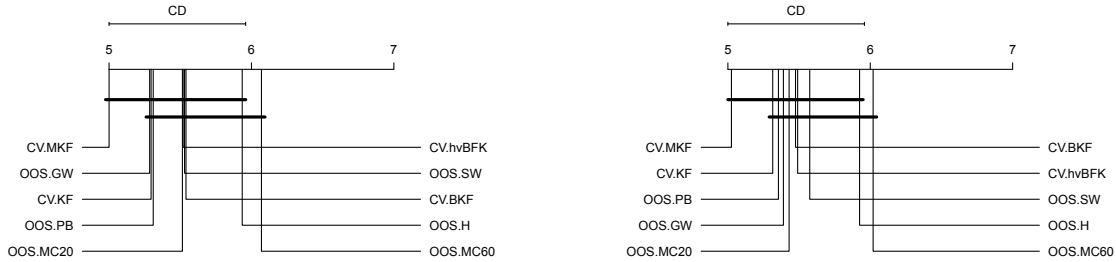 CD
5 6 7
CV.MKF CV.hvBFK
OOS.GW OOS.SW
CV.KF CV.BKF
OOS.PB OOS.H
OOS.MC20 OOS.MC60
CD
5 6 7
CV.MKF CV.BKF
CV.KF CV.hvBFK
OOS.PB OOS.SW
OOS.GW OOS.H
OOS.MC20 OOS.MC60